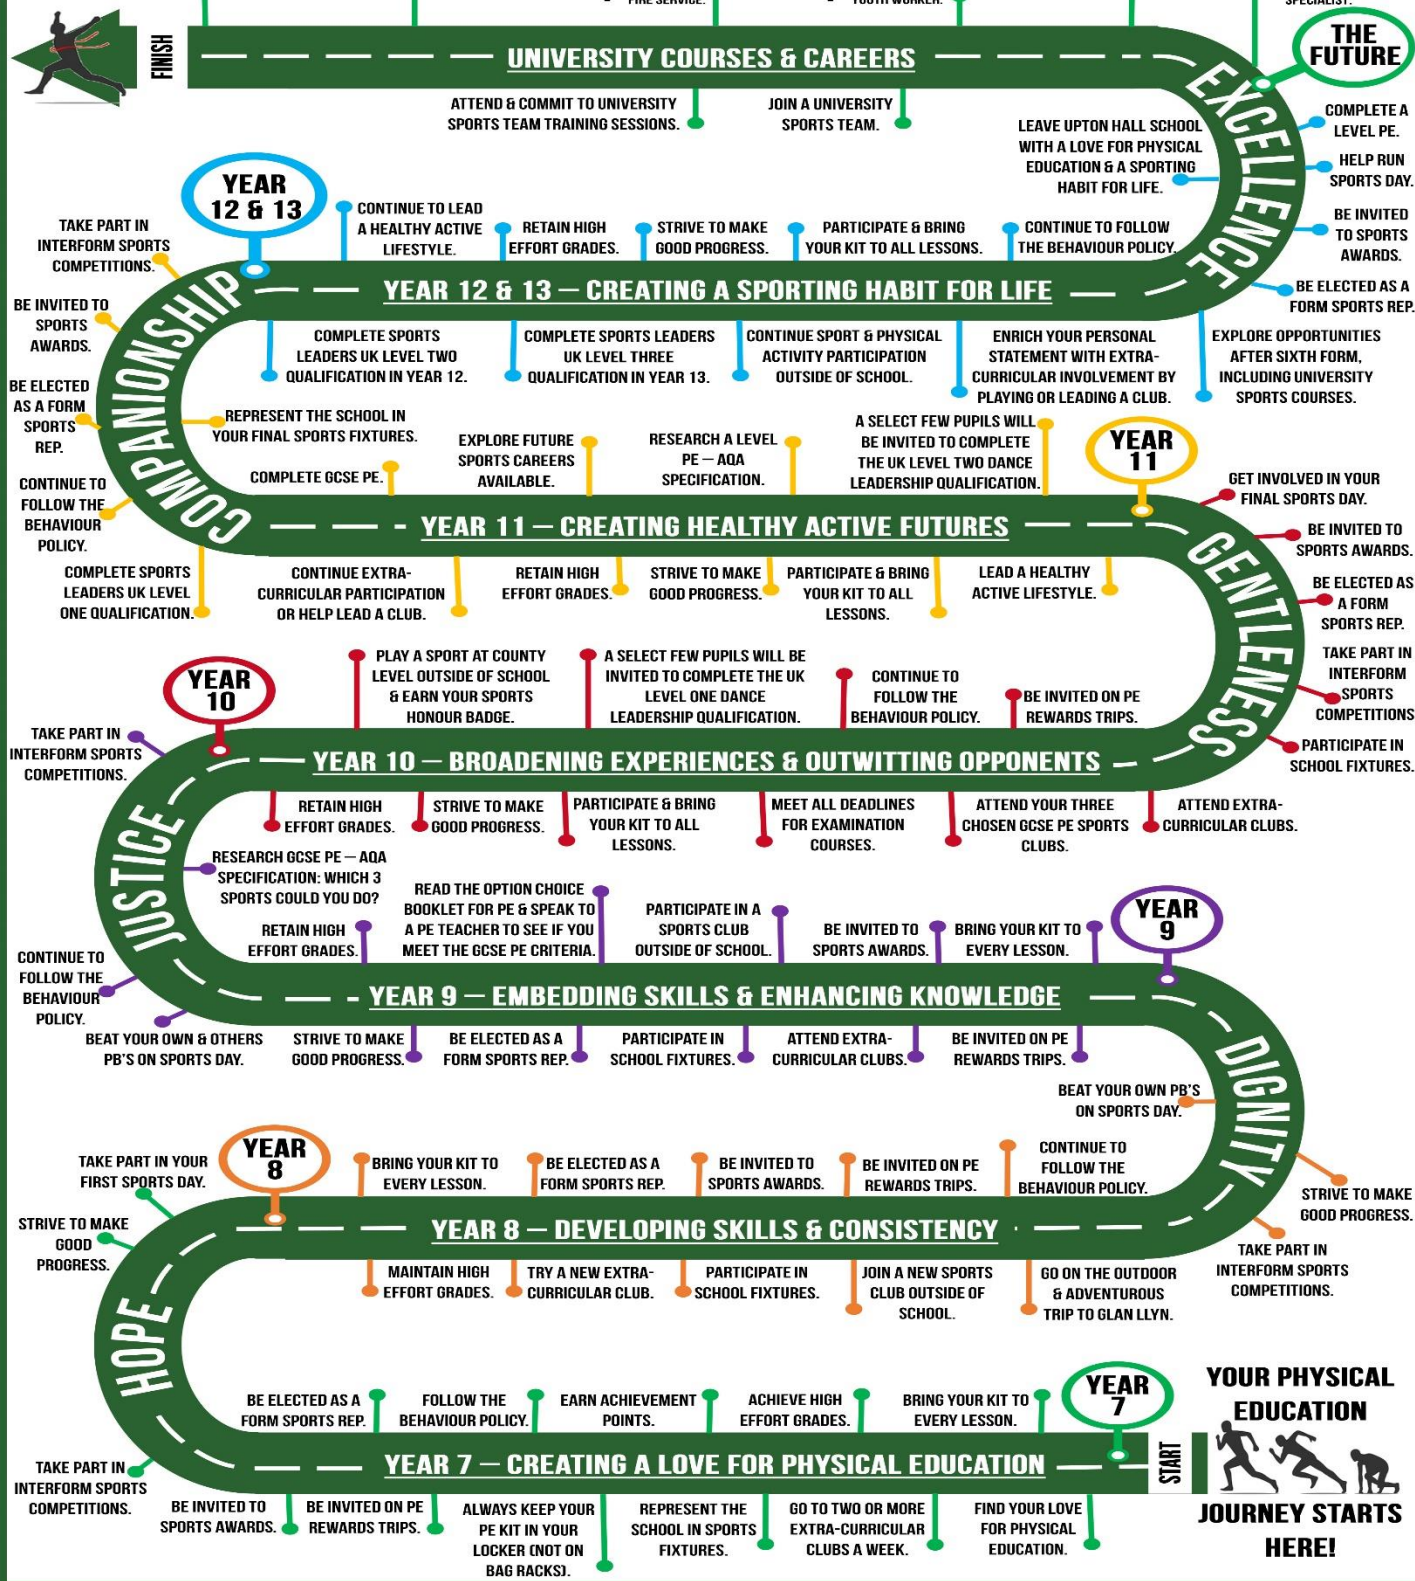 FIRE SERVICE.
YOUTH WORKER.
SPECIALIST.
THE
FUTURE
FINISH
UNIVERSITY COURSES & CAREERS
ATTEND & COMMIT TO UNIVERSITY
SPORTS TEAM TRAINING SESSIONS.
JOIN A UNIVERSITY
SPORTS TEAM.
EXCELLENCE
LEAVE UPTON HALL SCHOOL
WITH A LOVE FOR PHYSICAL
EDUCATION & A SPORTING
HABIT FOR LIFE.
COMPLETE A
LEVEL PE.
HELP RUN
SPORTS DAY.
BE INVITED
TO SPORTS
AWARDS.
BE ELECTED AS A
FORM SPORTS REP.
YEAR
12 & 13
CONTINUE TO LEAD
A HEALTHY ACTIVE
LIFESTYLE.
RETAIN HIGH
EFFORT GRADES.
STRIVE TO MAKE
GOOD PROGRESS.
PARTICIPATE & BRING
YOUR KIT TO ALL LESSONS.
CONTINUE TO FOLLOW
THE BEHAVIOUR POLICY.
YEAR 12 & 13 – CREATING A SPORTING HABIT FOR LIFE
COMPLETE SPORTS
LEADERS UK LEVEL TWO
QUALIFICATION IN YEAR 12.
COMPLETE SPORTS LEADERS
UK LEVEL THREE
QUALIFICATION IN YEAR 13.
CONTINUE SPORT & PHYSICAL
ACTIVITY PARTICIPATION
OUTSIDE OF SCHOOL.
ENRICH YOUR PERSONAL
STATEMENT WITH EXTRA-
CURRICULAR INVOLVEMENT BY
PLAYING OR LEADING A CLUB.
EXPLORE OPPORTUNITIES
AFTER SIXTH FORM,
INCLUDING UNIVERSITY
SPORTS COURSES.
TAKE PART IN
INTERFORM SPORTS
COMPETITIONS.
BE INVITED TO
SPORTS
AWARDS.
BE ELECTED
AS A FORM
SPORTS
REP.
CONTINUE TO
FOLLOW THE
BEHAVIOUR
POLICY.
COMPLETE SPORTS
LEADERS UK LEVEL
ONE QUALIFICATION.
COMPANIONSHIP
REPRESENT THE SCHOOL IN
YOUR FINAL SPORTS FIXTURES.
COMPLETE GCSE PE.
EXPLORE FUTURE
SPORTS CAREERS
AVAILABLE.
RESEARCH A LEVEL
PE – AQA
SPECIFICATION.
A SELECT FEW PUPILS WILL
BE INVITED TO COMPLETE
THE UK LEVEL TWO DANCE
LEADERSHIP QUALIFICATION.
YEAR
11
YEAR 11 – CREATING HEALTHY ACTIVE FUTURES
CONTINUE EXTRA-
CURRICULAR PARTICIPATION
OR HELP LEAD A CLUB.
RETAIN HIGH
EFFORT GRADES.
STRIVE TO MAKE
GOOD PROGRESS.
PARTICIPATE & BRING
YOUR KIT TO ALL
LESSONS.
LEAD A HEALTHY
ACTIVE LIFESTYLE.
GENTLENESS
GET INVOLVED IN YOUR
FINAL SPORTS DAY.
BE INVITED TO
SPORTS AWARDS.
BE ELECTED AS
A FORM
SPORTS REP.
TAKE PART IN
INTERFORM
SPORTS
COMPETITIONS
PARTICIPATE IN
SCHOOL FIXTURES.
YEAR
10
PLAY A SPORT AT COUNTY
LEVEL OUTSIDE OF SCHOOL
& EARN YOUR SPORTS
HONOUR BADGE.
A SELECT FEW PUPILS WILL BE
INVITED TO COMPLETE THE UK
LEVEL ONE DANCE
LEADERSHIP QUALIFICATION.
CONTINUE TO
FOLLOW THE
BEHAVIOUR POLICY.
BE INVITED ON PE
REWARDS TRIPS.
YEAR 10 – BROADENING EXPERIENCES & OUTWITTING OPPONENTS
RETAIN HIGH
EFFORT GRADES.
STRIVE TO MAKE
GOOD PROGRESS.
PARTICIPATE & BRING
YOUR KIT TO ALL
LESSONS.
MEET ALL DEADLINES
FOR EXAMINATION
COURSES.
ATTEND YOUR THREE
CHOSEN GCSE PE SPORTS
CLUBS.
ATTEND EXTRA-
CURRICULAR CLUBS.
TAKE PART IN
INTERFORM SPORTS
COMPETITIONS.
JUSTICE
RESEARCH GCSE PE – AQA
SPECIFICATION: WHICH 3
SPORTS COULD YOU DO?
CONTINUE TO
FOLLOW THE
BEHAVIOUR
POLICY.
BEAT YOUR OWN & OTHERS
PB'S ON SPORTS DAY.
RETAIN HIGH
EFFORT GRADES.
READ THE OPTION CHOICE
BOOKLET FOR PE & SPEAK TO
A PE TEACHER TO SEE IF YOU
MEET THE GCSE PE CRITERIA.
PARTICIPATE IN A
SPORTS CLUB
OUTSIDE OF SCHOOL.
BE INVITED TO
SPORTS AWARDS.
BRING YOUR KIT TO
EVERY LESSON.
YEAR
9
YEAR 9 – EMBEDDING SKILLS & ENHANCING KNOWLEDGE
STRIVE TO MAKE
GOOD PROGRESS.
BE ELECTED AS A
FORM SPORTS REP.
PARTICIPATE IN
SCHOOL FIXTURES.
ATTEND EXTRA-
CURRICULAR CLUBS.
BE INVITED ON PE
REWARDS TRIPS.
DIGNITY
BEAT YOUR OWN PB'S
ON SPORTS DAY.
STRIVE TO MAKE
GOOD PROGRESS.
TAKE PART IN
INTERFORM SPORTS
COMPETITIONS.
YEAR
8
BRING YOUR KIT TO
EVERY LESSON.
BE ELECTED AS A
FORM SPORTS REP.
BE INVITED TO
SPORTS AWARDS.
BE INVITED ON PE
REWARDS TRIPS.
CONTINUE TO
FOLLOW THE
BEHAVIOUR POLICY.
YEAR 8 – DEVELOPING SKILLS & CONSISTENCY
MAINTAIN HIGH
EFFORT GRADES.
TRY A NEW EXTRA-
CURRICULAR CLUB.
PARTICIPATE IN
SCHOOL FIXTURES.
JOIN A NEW SPORTS
CLUB OUTSIDE OF
SCHOOL.
GO ON THE OUTDOOR
& ADVENTUROUS
TRIP TO GLAN LLYN.
TAKE PART IN YOUR
FIRST SPORTS DAY.
STRIVE TO MAKE
GOOD
PROGRESS.
HOPE
TAKE PART IN
INTERFORM SPORTS
COMPETITIONS.
BE ELECTED AS A
FORM SPORTS REP.
FOLLOW THE
BEHAVIOUR POLICY.
EARN ACHIEVEMENT
POINTS.
ACHIEVE HIGH
EFFORT GRADES.
BRING YOUR KIT TO
EVERY LESSON.
YEAR
7
YEAR 7 – CREATING A LOVE FOR PHYSICAL EDUCATION
START
YOUR PHYSICAL
EDUCATION
JOURNEY STARTS
HERE!
BE INVITED TO
SPORTS AWARDS.
BE INVITED ON PE
REWARDS TRIPS.
ALWAYS KEEP YOUR
PE KIT IN YOUR
LOCKER (NOT ON
BAG RACKS).
REPRESENT THE
SCHOOL IN SPORTS
FIXTURES.
GO TO TWO OR MORE
EXTRA-CURRICULAR
CLUBS A WEEK.
FIND YOUR LOVE
FOR PHYSICAL
EDUCATION.